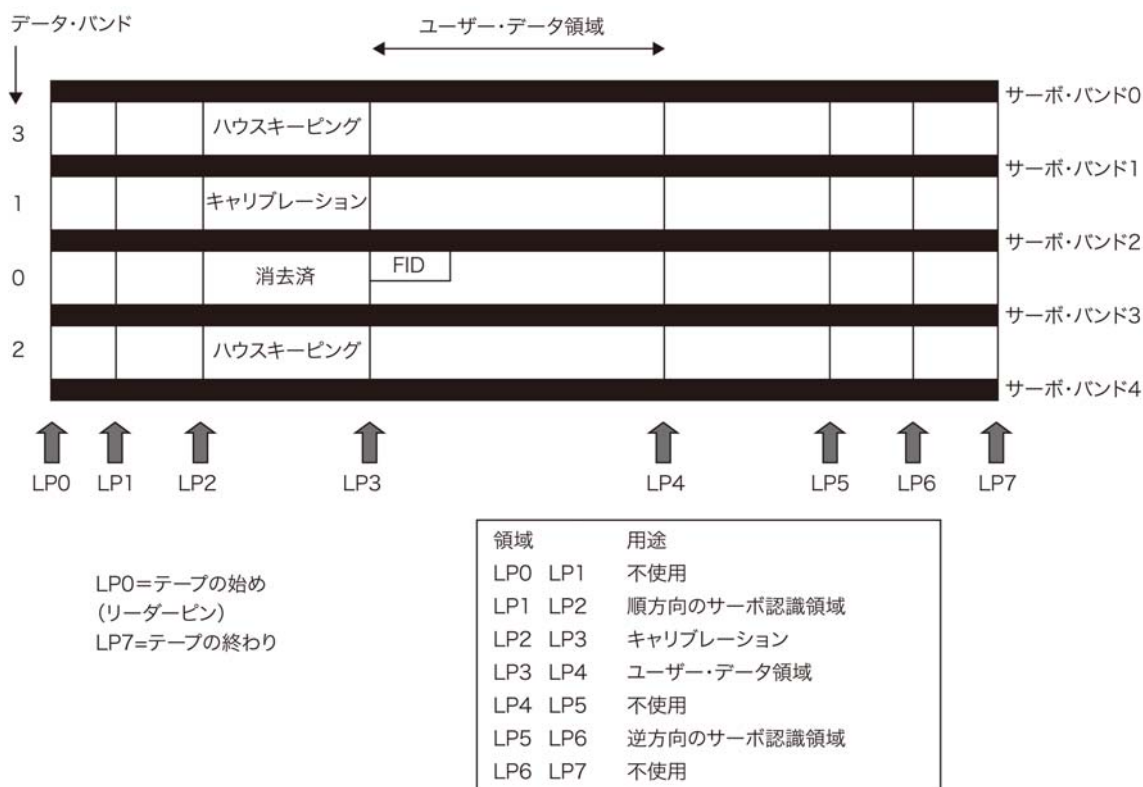 データ・バンド
ユーザー・データ領域
サーボ・バンド0
3
ハウスキーピング
サーボ・バンド1
1
キャリブレーション
サーボ・バンド2
0
消去済
FID
サーボ・バンド3
2
ハウスキーピング
サーボ・バンド4
LP0 LP1 LP2 LP3 LP4 LP5 LP6 LP7
LP0=テープの始め
(リーダーピン)
LP7=テープの終わり
領域 用途
LP0 LP1 不使用
LP1 LP2 順方向のサーボ認識領域
LP2 LP3 キャリブレーション
LP3 LP4 ユーザー・データ領域
LP4 LP5 不使用
LP5 LP6 逆方向のサーボ認識領域
LP6 LP7 不使用